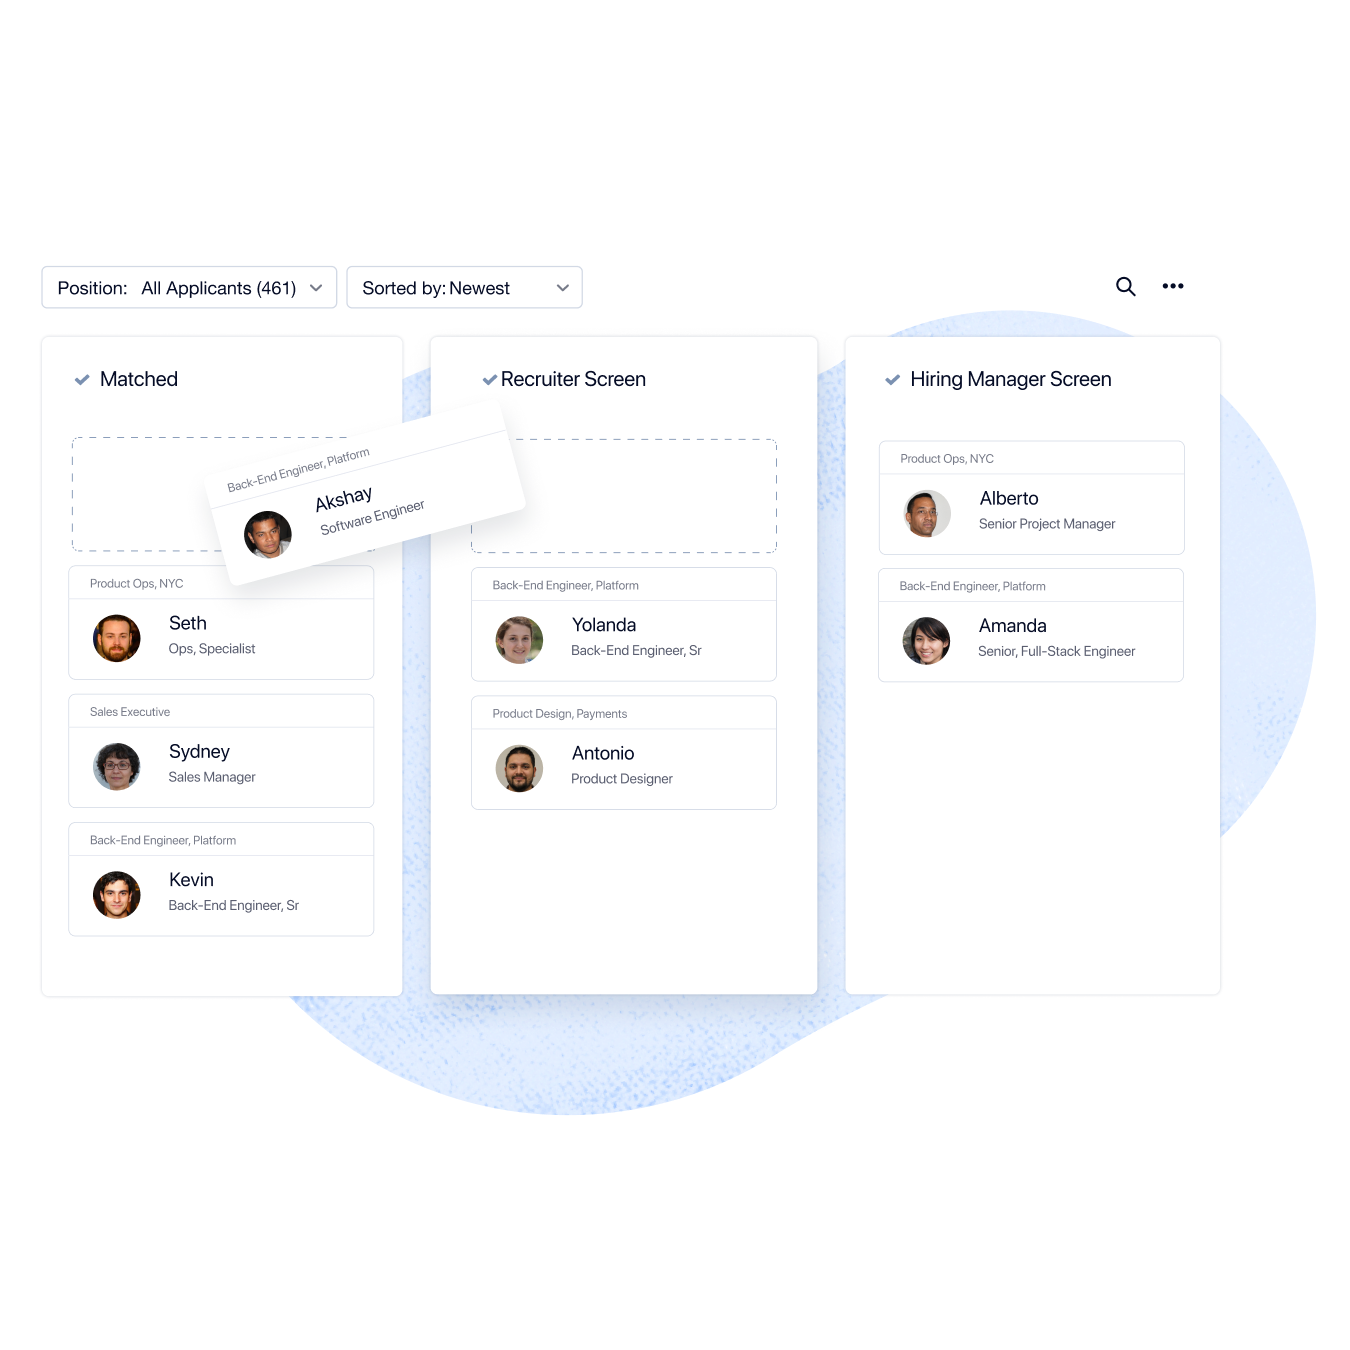 Position: All Applicants (461)
Sorted by: Newest
Matched
Back-End Engineer, Platform
Akshay
Software Engineer
Product Ops, NYC
Seth
Ops, Specialist
Sales Executive
Sydney
Sales Manager
Back-End Engineer, Platform
Kevin
Back-End Engineer, Sr
Recruiter Screen
Back-End Engineer, Platform
Yolanda
Back-End Engineer, Sr
Product Design, Payments
Antonio
Product Designer
Hiring Manager Screen
Product Ops, NYC
Alberto
Senior Project Manager
Back-End Engineer, Platform
Amanda
Senior, Full-Stack Engineer